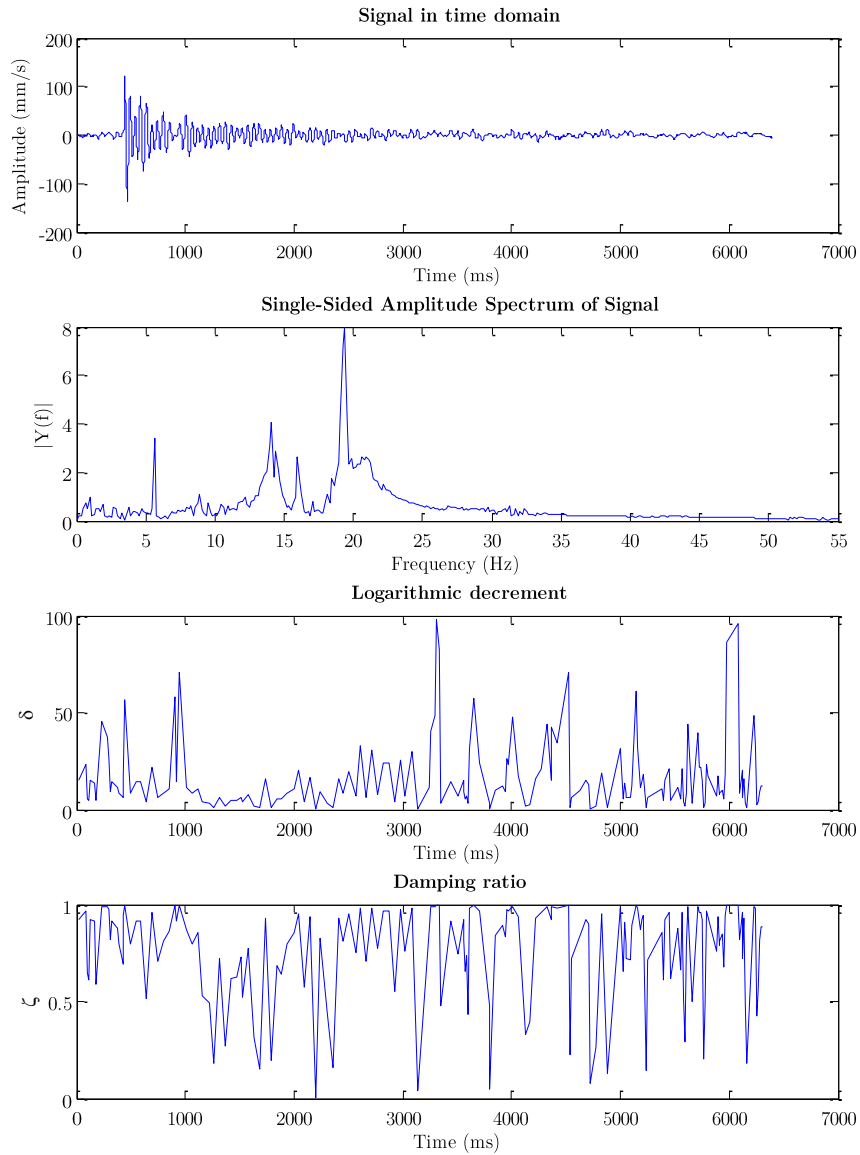 Signal in time domain
Amplitude (mm/s)
200
100
0
-100
-200
0 1000 2000 3000 4000 5000 6000 7000
Time (ms)
Single-Sided Amplitude Spectrum of Signal
|Y(f)|
8
6
4
2
0
0 5 10 15 20 25 30 35 40 45 50 55
Frequency (Hz)
Logarithmic decrement
δ
100
50
0
0 1000 2000 3000 4000 5000 6000 7000
Time (ms)
Damping ratio
ζ
1
0.5
0
0 1000 2000 3000 4000 5000 6000 7000
Time (ms)